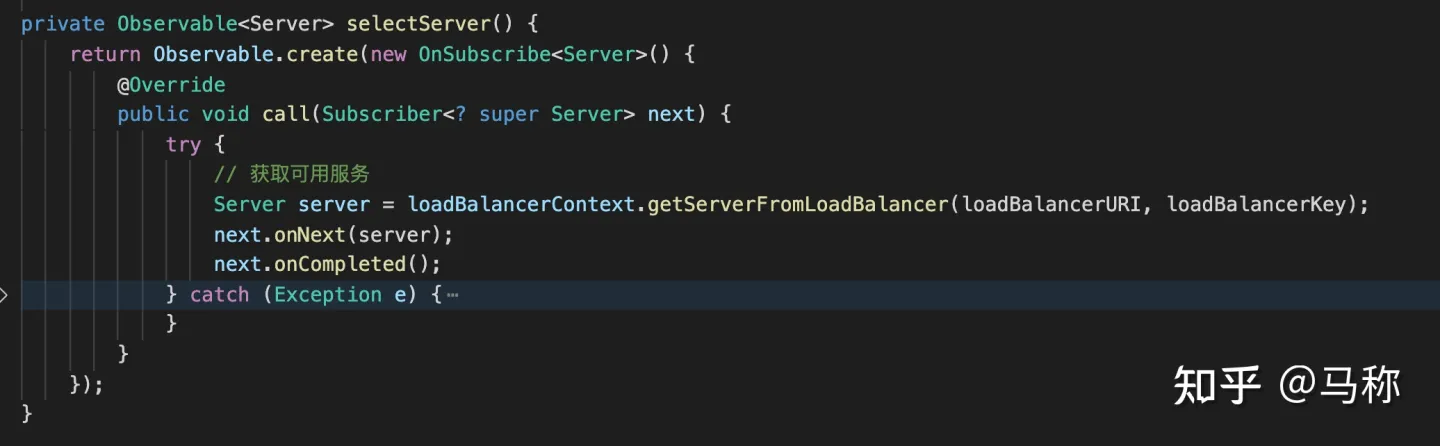 private Observable<Server> selectServer() {
return Observable.create(new OnSubscribe<Server>() {
@Override
public void call(Subscriber<? super Server> next) {
try {
// 获取可用服务
Server server = loadBalancerContext.getServerFromLoadBalancer(loadBalancerURI, loadBalancerKey);
next.onNext(server);
next.onCompleted();
} catch (Exception e) {⋯
}
}
});
}
知乎 @马称